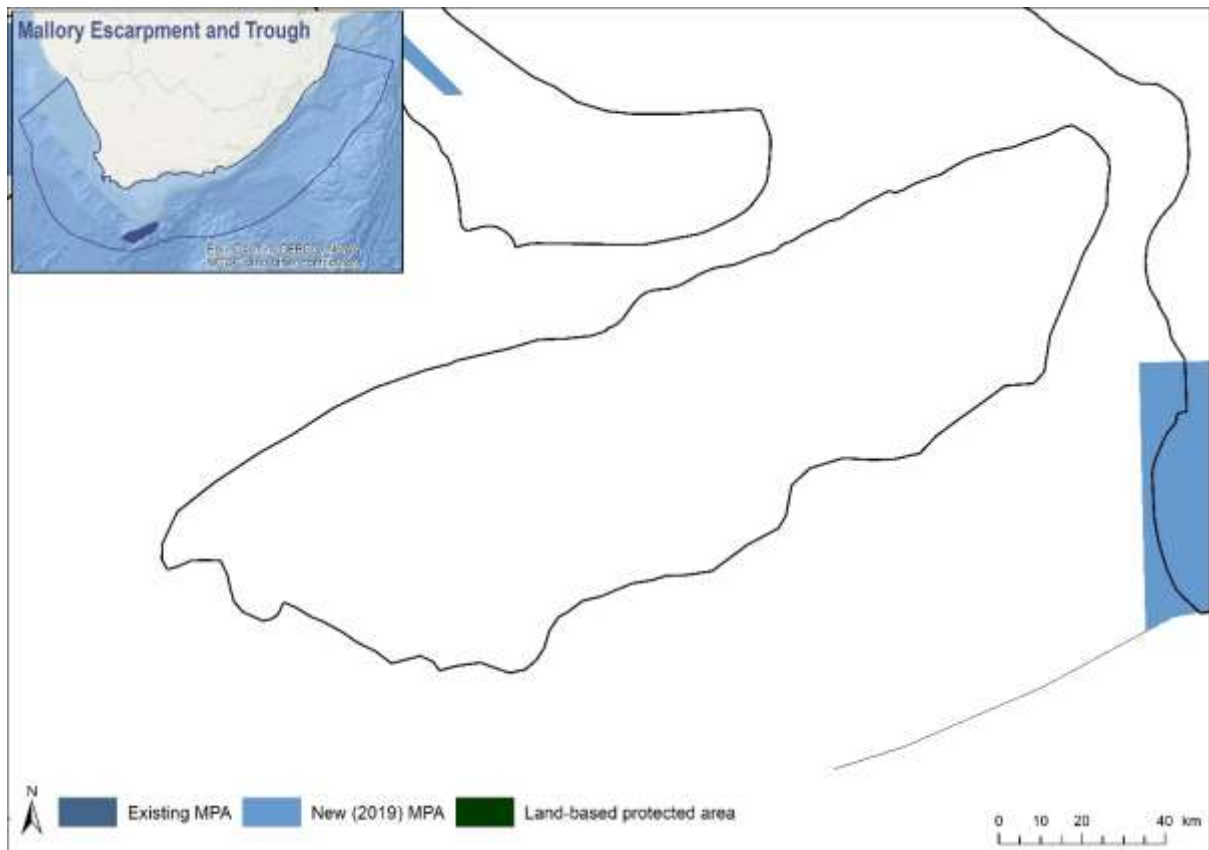 Mallory Escarpment and Trough
N
Existing MPA
New (2019) MPA
Land-based protected area
0 10 20 40 km